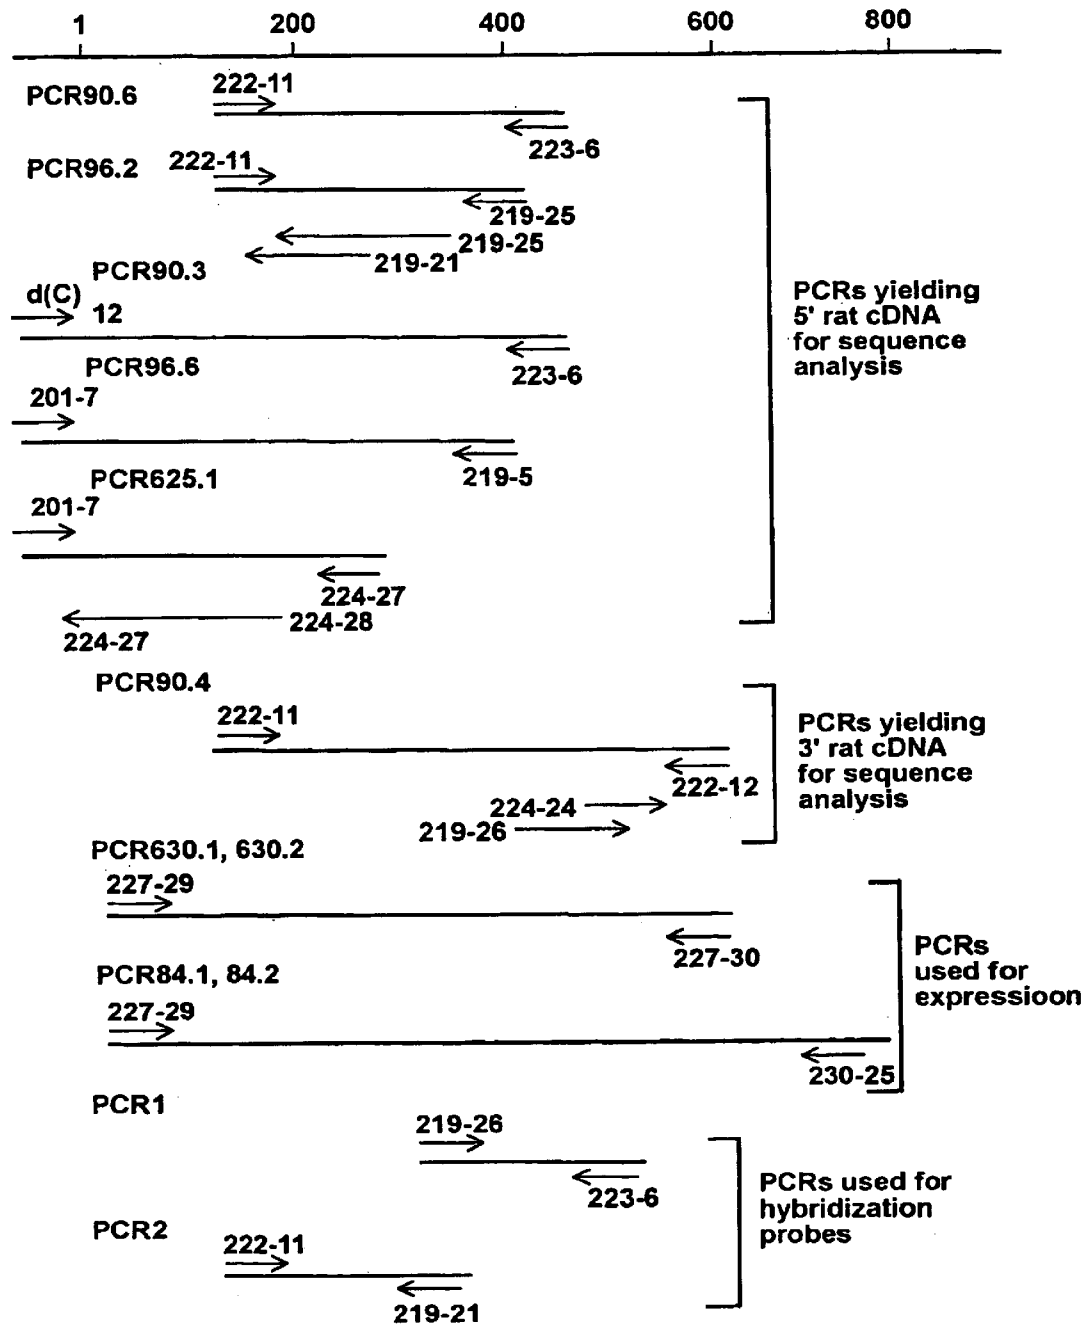 1 200 400 600 800
PCR90.6
222-11
223-6
PCR96.2
222-11
219-25
219-25
219-21
PCR90.3
d(C)
12
223-6
PCR96.6
201-7
219-5
PCR625.1
201-7
224-27
224-28
224-27
PCRs yielding
5' rat cDNA
for sequence
analysis
PCR90.4
222-11
222-12
224-24
219-26
PCRs yielding
3' rat cDNA
for sequence
analysis
PCR630.1, 630.2
227-29
227-30
PCR84.1, 84.2
227-29
230-25
PCRs
used for
expressioon
PCR1
219-26
223-6
PCR2
222-11
219-21
PCRs used for
hybridization
probes